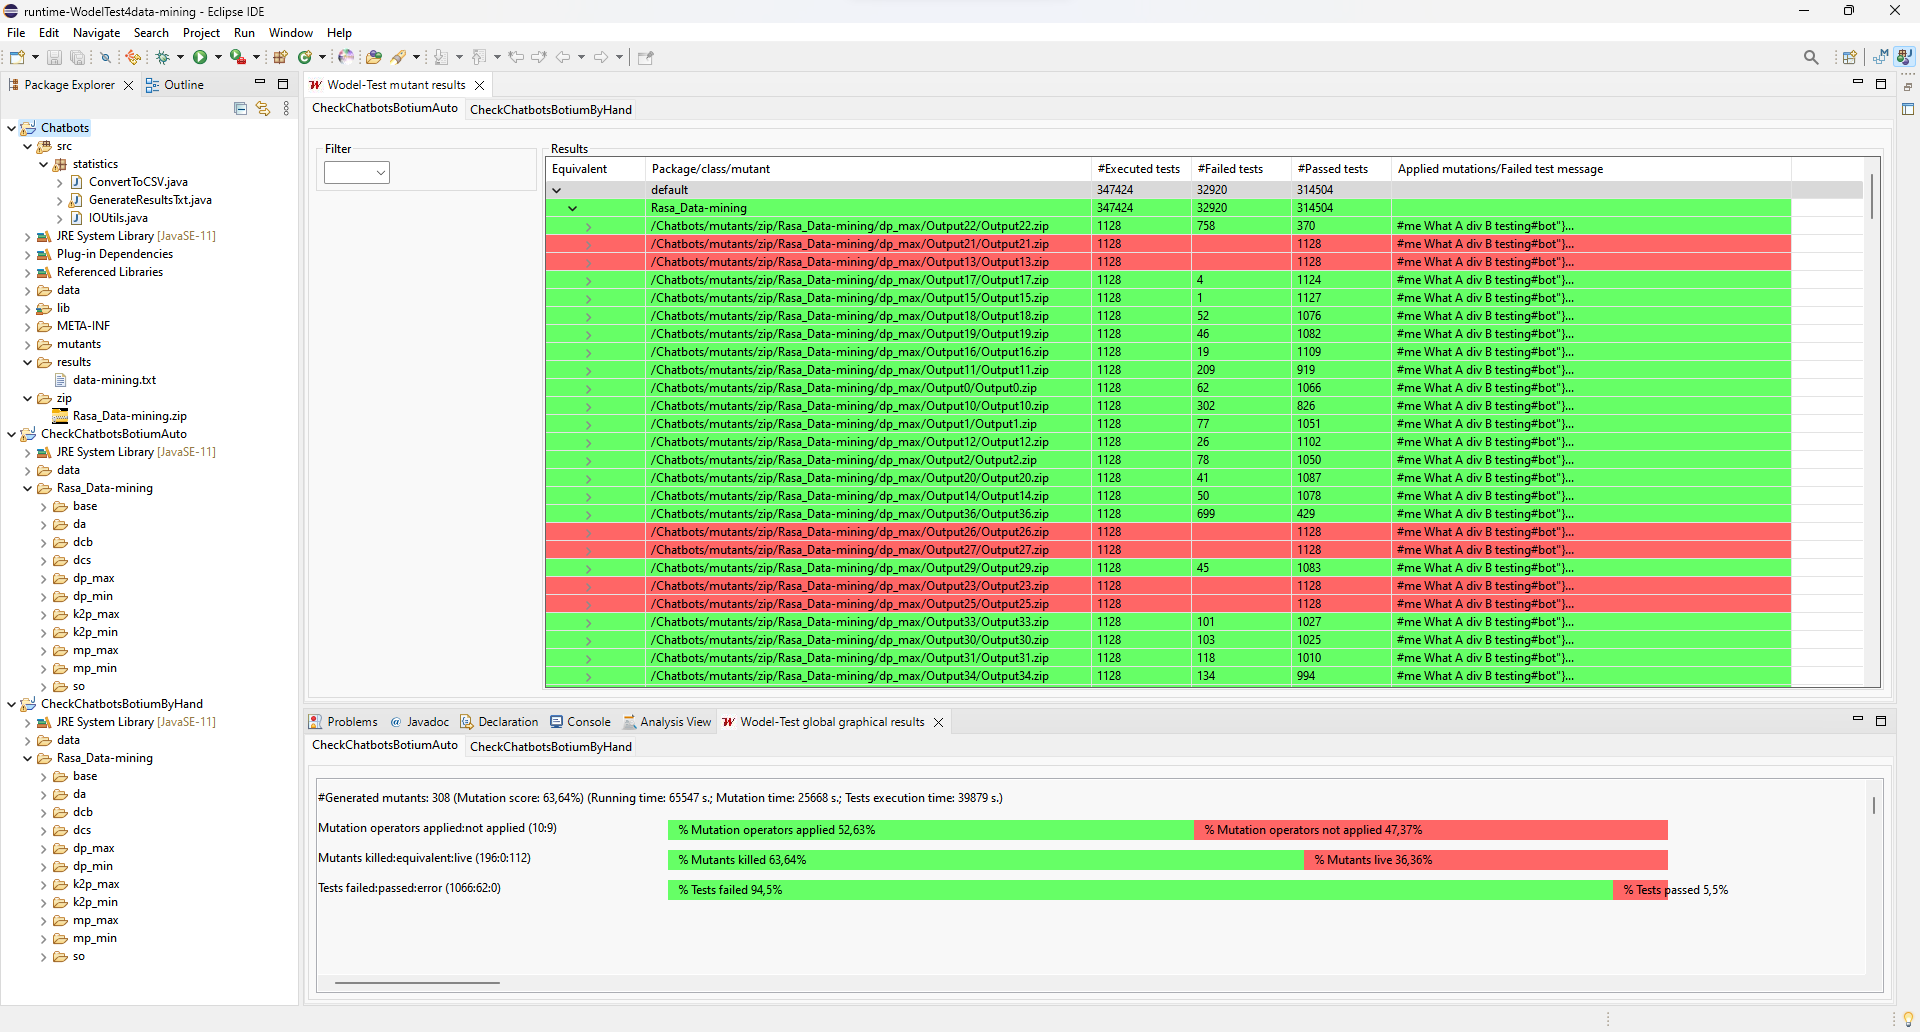 runtime-WodelTest4data-mining - Eclipse IDE
File Edit Navigate Search Project Run Window Help
Package Explorer Outline
Chatbots
src
statistics
ConvertToCSV.java
GenerateResultsTxt.java
IOUtils.java
JRE System Library [JavaSE-11]
Plug-in Dependencies
Referenced Libraries
data
lib
META-INF
mutants
results
data-mining.txt
zip
Rasa_Data-mining.zip
CheckChatbotsBotiumAuto
JRE System Library [JavaSE-11]
data
Rasa_Data-mining
base
da
dcb
dcs
dp_max
dp_min
k2p_max
k2p_min
mp_max
mp_min
so
CheckChatbotsBotiumByHand
JRE System Library [JavaSE-11]
data
Rasa_Data-mining
base
da
dcb
dcs
dp_max
dp_min
k2p_max
k2p_min
mp_max
mp_min
so
Wodel-Test mutant results
CheckChatbotsBotiumAuto CheckChatbotsBotiumByHand
Filter
Results
Equivalent Package/class/mutant #Executed tests #Failed tests #Passed tests Applied mutations/Failed test message
default 347424 32920 314504
Rasa_Data-mining 347424 32920 314504
/Chatbots/mutants/zip/Rasa_Data-mining/dp_max/Output22/Output22.zip 1128 758 370 #me What A div B testing#bot"}...
/Chatbots/mutants/zip/Rasa_Data-mining/dp_max/Output21/Output21.zip 1128 1128 #me What A div B testing#bot"}...
/Chatbots/mutants/zip/Rasa_Data-mining/dp_max/Output13/Output13.zip 1128 1128 #me What A div B testing#bot"}...
/Chatbots/mutants/zip/Rasa_Data-mining/dp_max/Output17/Output17.zip 1128 4 1124 #me What A div B testing#bot"}...
/Chatbots/mutants/zip/Rasa_Data-mining/dp_max/Output15/Output15.zip 1128 1 1127 #me What A div B testing#bot"}...
/Chatbots/mutants/zip/Rasa_Data-mining/dp_max/Output18/Output18.zip 1128 52 1076 #me What A div B testing#bot"}...
/Chatbots/mutants/zip/Rasa_Data-mining/dp_max/Output19/Output19.zip 1128 46 1082 #me What A div B testing#bot"}...
/Chatbots/mutants/zip/Rasa_Data-mining/dp_max/Output16/Output16.zip 1128 19 1109 #me What A div B testing#bot"}...
/Chatbots/mutants/zip/Rasa_Data-mining/dp_max/Output11/Output11.zip 1128 209 919 #me What A div B testing#bot"}...
/Chatbots/mutants/zip/Rasa_Data-mining/dp_max/Output0/Output0.zip 1128 62 1066 #me What A div B testing#bot"}...
/Chatbots/mutants/zip/Rasa_Data-mining/dp_max/Output10/Output10.zip 1128 302 826 #me What A div B testing#bot"}...
/Chatbots/mutants/zip/Rasa_Data-mining/dp_max/Output1/Output1.zip 1128 77 1051 #me What A div B testing#bot"}...
/Chatbots/mutants/zip/Rasa_Data-mining/dp_max/Output12/Output12.zip 1128 26 1102 #me What A div B testing#bot"}...
/Chatbots/mutants/zip/Rasa_Data-mining/dp_max/Output2/Output2.zip 1128 78 1050 #me What A div B testing#bot"}...
/Chatbots/mutants/zip/Rasa_Data-mining/dp_max/Output20/Output20.zip 1128 41 1087 #me What A div B testing#bot"}...
/Chatbots/mutants/zip/Rasa_Data-mining/dp_max/Output14/Output14.zip 1128 50 1078 #me What A div B testing#bot"}...
/Chatbots/mutants/zip/Rasa_Data-mining/dp_max/Output36/Output36.zip 1128 699 429 #me What A div B testing#bot"}...
/Chatbots/mutants/zip/Rasa_Data-mining/dp_max/Output26/Output26.zip 1128 1128 #me What A div B testing#bot"}...
/Chatbots/mutants/zip/Rasa_Data-mining/dp_max/Output27/Output27.zip 1128 1128 #me What A div B testing#bot"}...
/Chatbots/mutants/zip/Rasa_Data-mining/dp_max/Output29/Output29.zip 1128 45 1083 #me What A div B testing#bot"}...
/Chatbots/mutants/zip/Rasa_Data-mining/dp_max/Output23/Output23.zip 1128 1128 #me What A div B testing#bot"}...
/Chatbots/mutants/zip/Rasa_Data-mining/dp_max/Output25/Output25.zip 1128 1128 #me What A div B testing#bot"}...
/Chatbots/mutants/zip/Rasa_Data-mining/dp_max/Output33/Output33.zip 1128 101 1027 #me What A div B testing#bot"}...
/Chatbots/mutants/zip/Rasa_Data-mining/dp_max/Output30/Output30.zip 1128 103 1025 #me What A div B testing#bot"}...
/Chatbots/mutants/zip/Rasa_Data-mining/dp_max/Output31/Output31.zip 1128 118 1010 #me What A div B testing#bot"}...
/Chatbots/mutants/zip/Rasa_Data-mining/dp_max/Output34/Output34.zip 1128 134 994 #me What A div B testing#bot"}...
Problems Javadoc Declaration Console Analysis View Wodel-Test global graphical results
CheckChatbotsBotiumAuto CheckChatbotsBotiumByHand
#Generated mutants: 308 (Mutation score: 63,64%) (Running time: 65547 s.; Mutation time: 25668 s.; Tests execution time: 39879 s.)
Mutation operators applied:not applied (10:9) % Mutation operators applied 52,63% % Mutation operators not applied 47,37%
Mutants killed:equivalent:live (196:0:112) % Mutants killed 63,64% % Mutants live 36,36%
Tests failed:passed:error (1066:62:0) % Tests failed 94,5% % Tests passed 5,5%